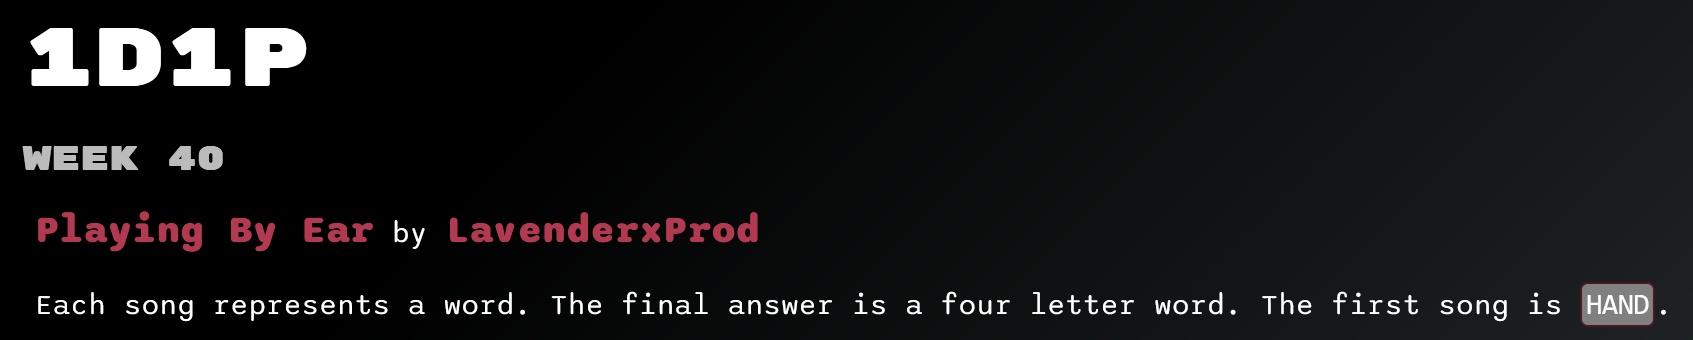 1D1P
WEEK 40
Playing By Ear by LavenderxProd
Each song represents a word. The final answer is a four letter word. The first song is HAND.